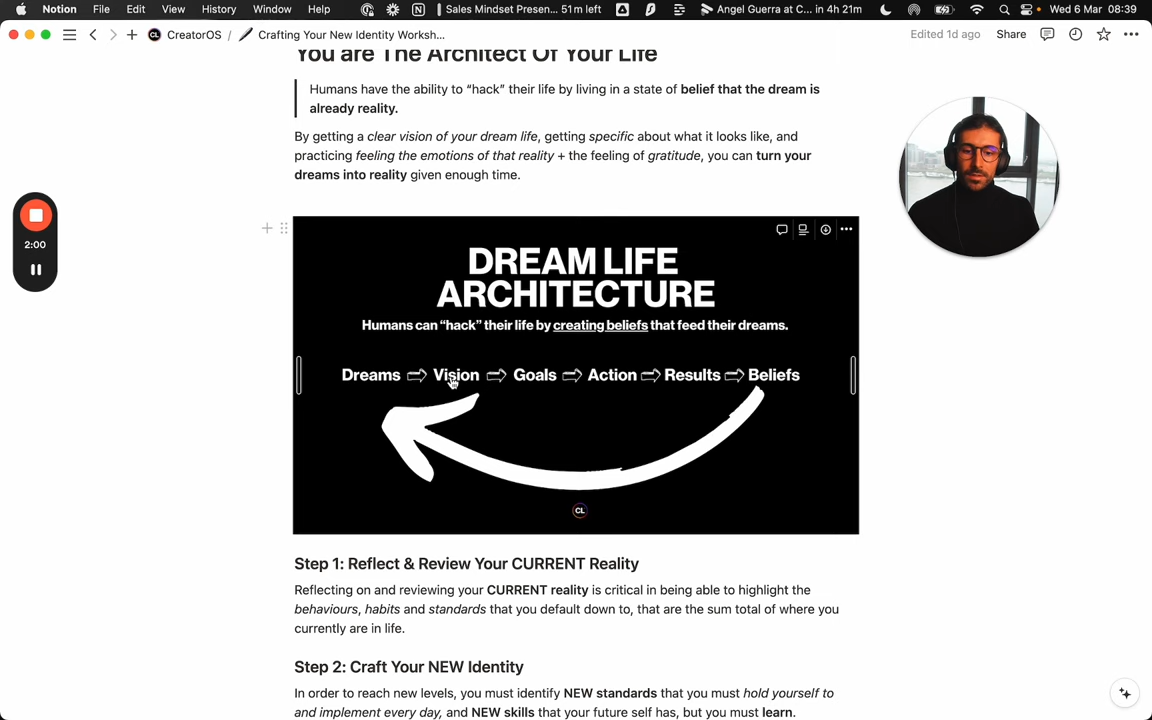 Notion File Edit View History Window Help Sales Mindset Presen... 51 m left Angel Guerra at C... in 4h 21m Wed 6 Mar 08:39
CreatorOS / Crafting Your New Identity Worksh... Edited 1d ago Share
You are The Architect Of Your Life
Humans have the ability to “hack” their life by living in a state of belief that the dream is
already reality.
By getting a clear vision of your dream life, getting specific about what it looks like, and
practicing feeling the emotions of that reality + the feeling of gratitude, you can turn your
dreams into reality given enough time.
2:00
DREAM LIFE
ARCHITECTURE
Humans can “hack” their life by creating beliefs that feed their dreams.
Dreams ⇨ Vision ⇨ Goals ⇨ Action ⇨ Results ⇨ Beliefs
CL
Step 1: Reflect & Review Your CURRENT Reality
Reflecting on and reviewing your CURRENT reality is critical in being able to highlight the
behaviours, habits and standards that you default down to, that are the sum total of where you
currently are in life.
Step 2: Craft Your NEW Identity
In order to reach new levels, you must identify NEW standards that you must hold yourself to
and implement every day, and NEW skills that your future self has, but you must learn.